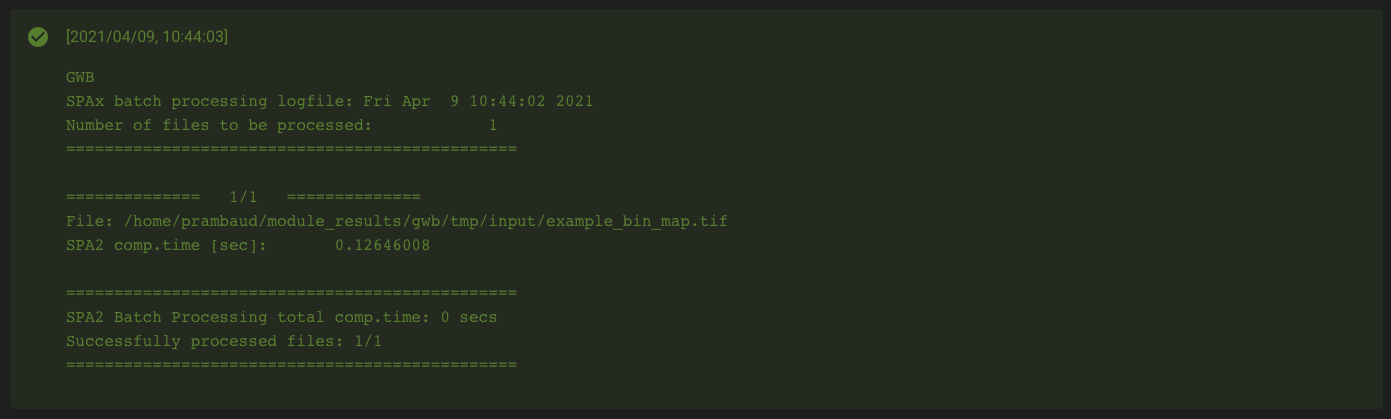 [2021/04/09, 10:44:03]
GWB
SPAx batch processing logfile: Fri Apr  9 10:44:02 2021
Number of files to be processed:            1
===============================================
==============   1/1   ==============
File: /home/prambaud/module_results/gwb/tmp/input/example_bin_map.tif
SPA2 comp.time [sec]:       0.12646008
===============================================
SPA2 Batch Processing total comp.time: 0 secs
Successfully processed files: 1/1
===============================================